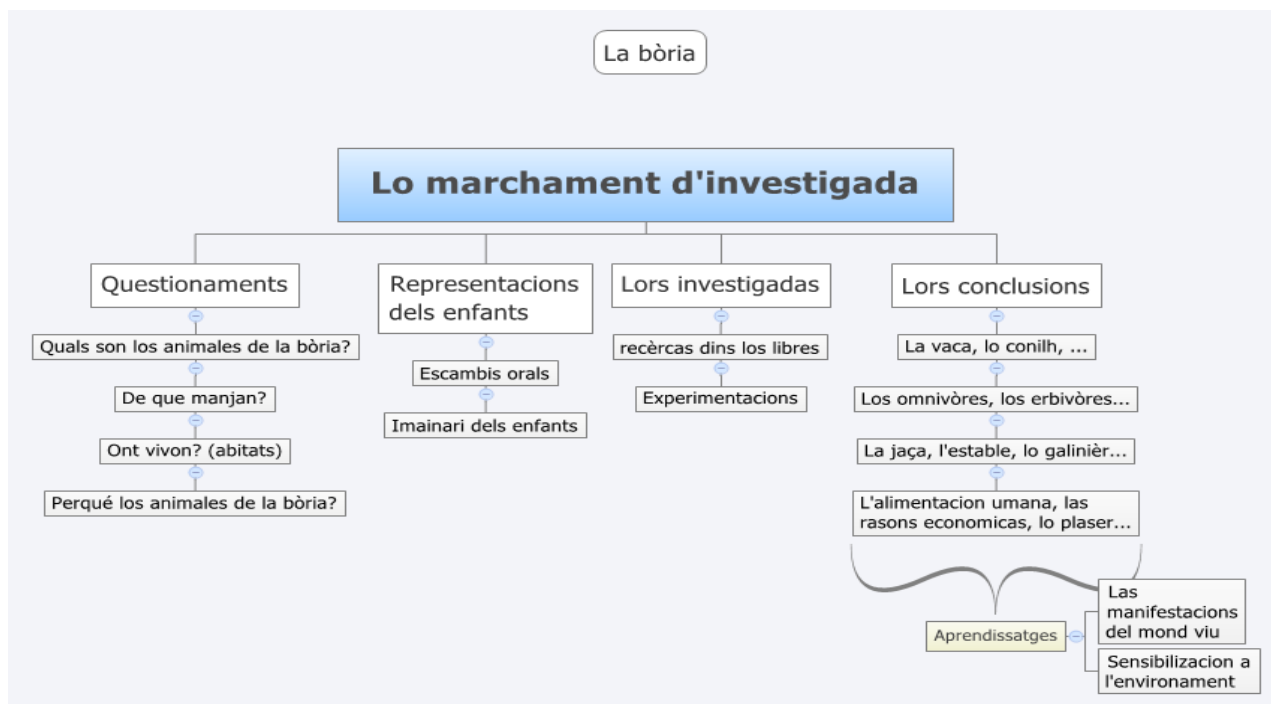 La bòria
Lo marchament d'investigada
Questionaments
Quals son los animales de la bòria?
De que manjan?
Ont vivon? (abitats)
Perqué los animales de la bòria?
Representacions
dels enfants
Escambis orals
Imainari dels enfants
Lors investigadas
recèrcas dins los libres
Experimentacions
Lors conclusions
La vaca, lo conilh, ...
Los omnivòres, los erbivòres...
La jaça, l'estable, lo galinièr...
L'alimentacion umana, las
rasons economicas, lo plaser...
Aprendissatges
Las
manifestacions
del mond viu
Sensibilizacion a
l'environament